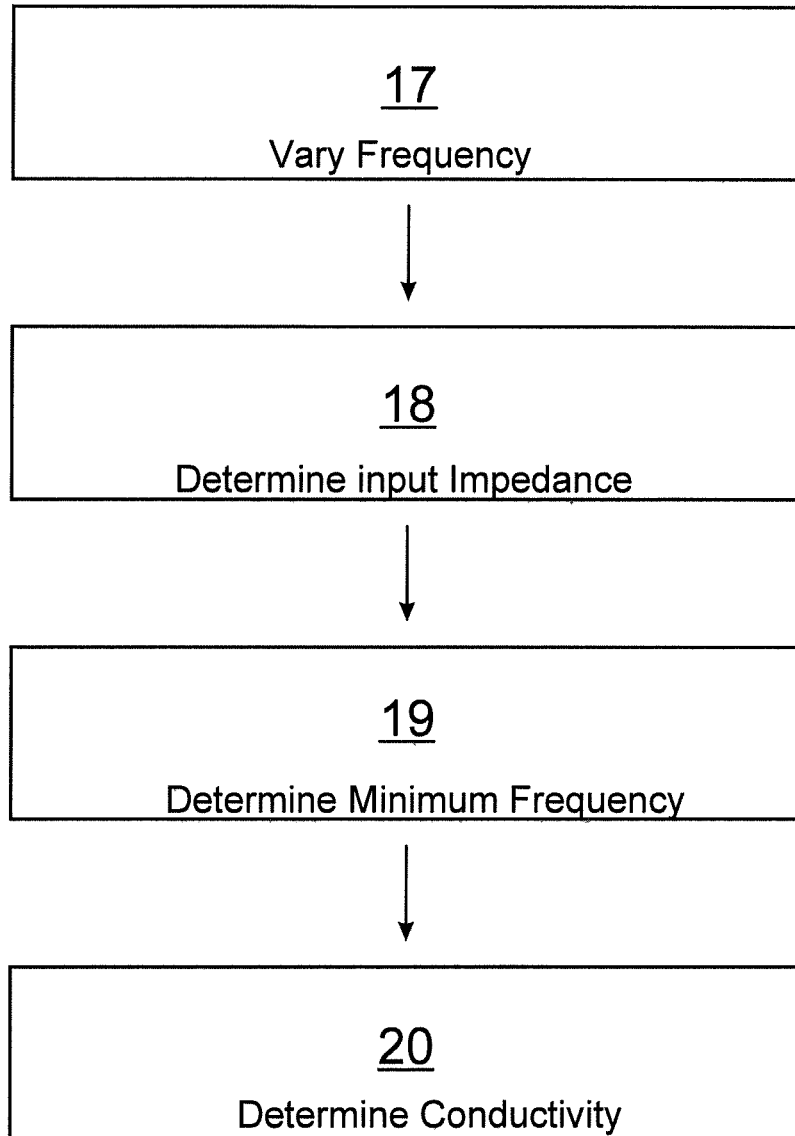 17
Vary Frequency
18
Determine input Impedance
19
Determine Minimum Frequency
20
Determine Conductivity